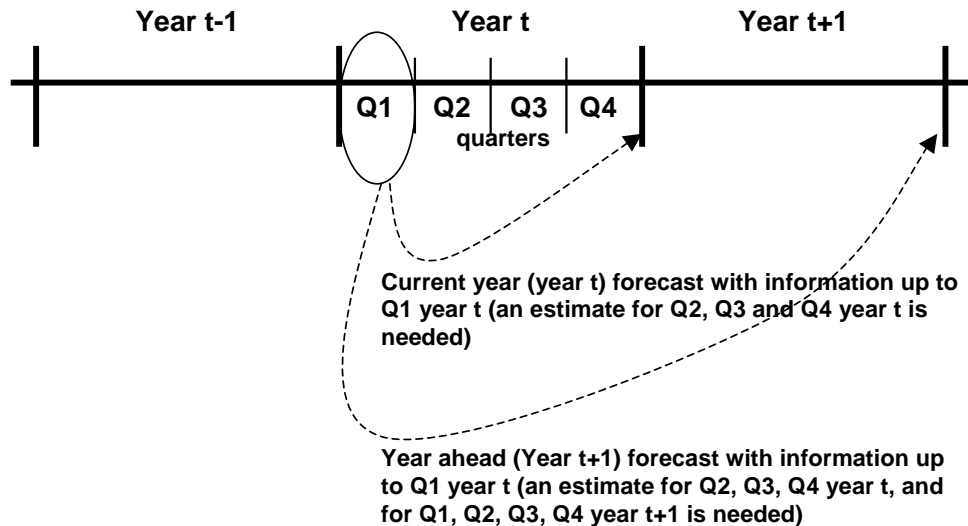 Year t-1 Year t Year t+1
Q1 Q2 Q3 Q4
quarters
Current year (year t) forecast with information up to
Q1 year t (an estimate for Q2, Q3 and Q4 year t is
needed)
Year ahead (Year t+1) forecast with information up
to Q1 year t (an estimate for Q2, Q3, Q4 year t, and
for Q1, Q2, Q3, Q4 year t+1 is needed)